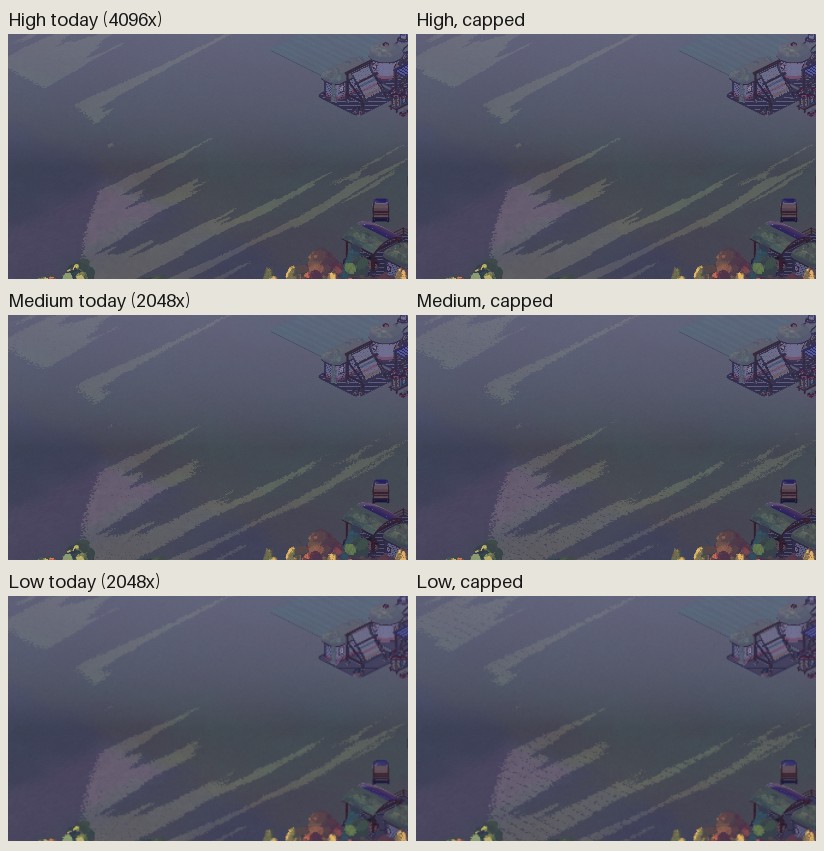 High today (4096x)
High, capped
Medium today (2048x)
Medium, capped
Low today (2048x)
Low, capped